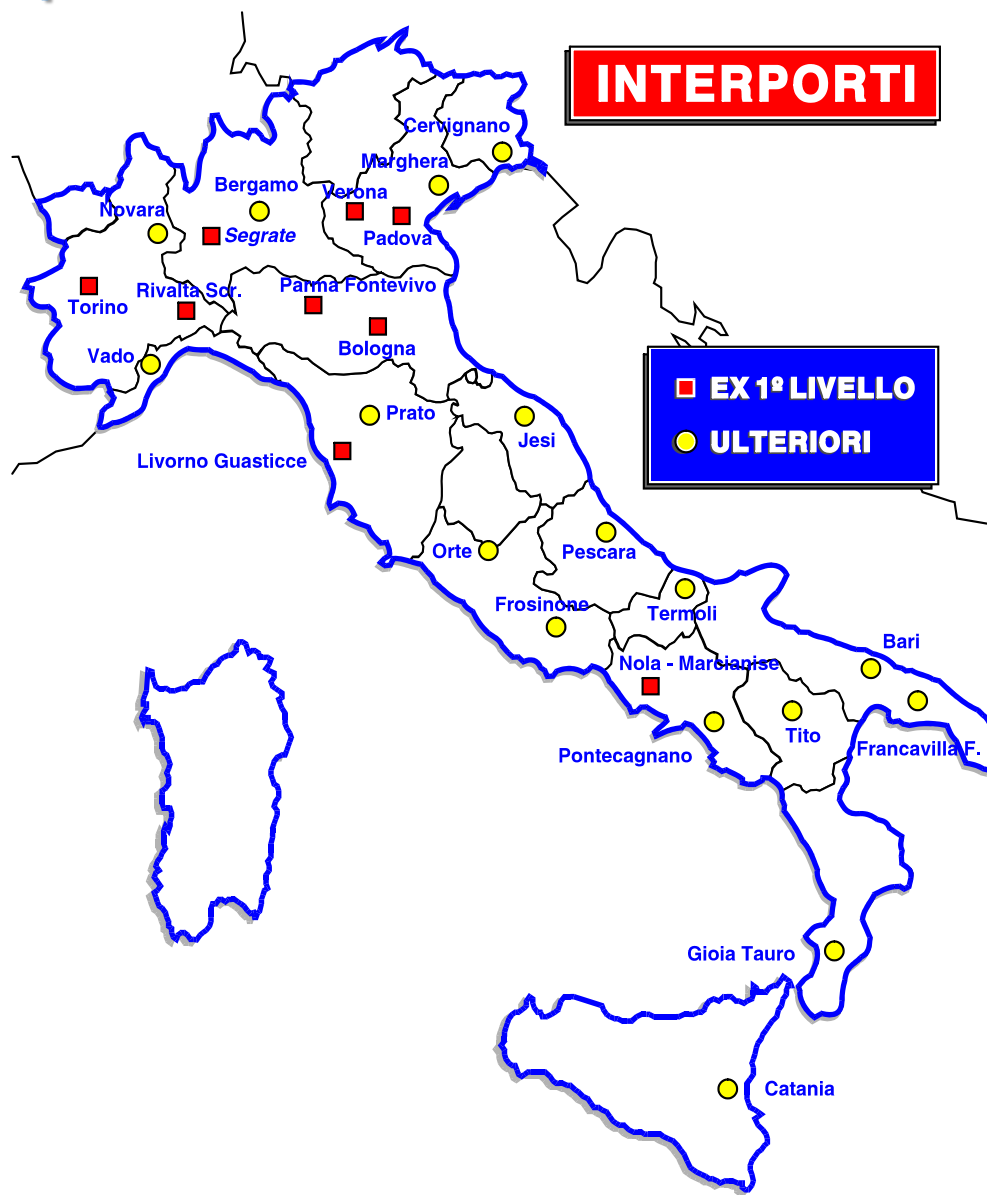 INTERPORTI
Cervignano
Marghera
Bergamo
Verona
Novara
Segrate
Padova
Torino
Rivalta Scr.
Parma Fontevivo
Bologna
Vado
EX 1º LIVELLO
ULTERIORI
Prato
Jesi
Livorno Guasticce
Orte
Pescara
Frosinone
Termoli
Bari
Nola - Marcianise
Tito
Francavilla F.
Pontecagnano
Gioia Tauro
Catania